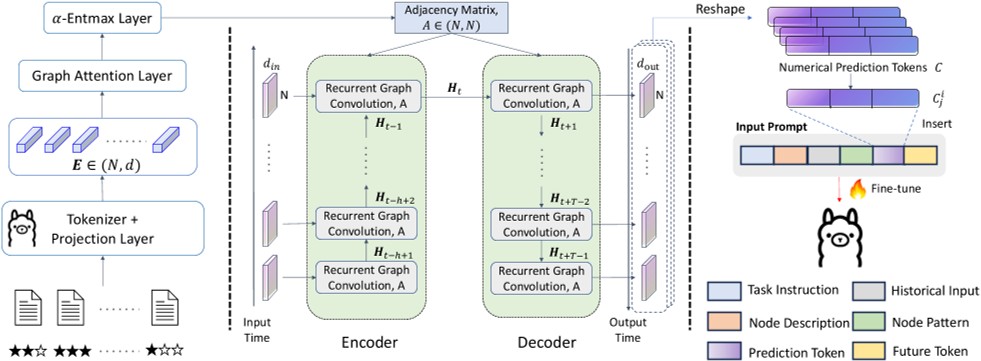 α-Entmax Layer
Graph Attention Layer
E ∈ (N, d)
Tokenizer +
Projection Layer
Adjacency Matrix,
A ∈ (N, N)
d_in
N
Recurrent Graph
Convolution, A
H_{t-1}
H_{t-h+2}
Recurrent Graph
Convolution, A
H_{t-h+1}
Recurrent Graph
Convolution, A
Input
Time
Encoder
H_t
Recurrent Graph
Convolution, A
H_{t+1}
H_{t+T-2}
Recurrent Graph
Convolution, A
H_{t+T-1}
Recurrent Graph
Convolution, A
Decoder
d_out
N
Output
Time
Reshape
Numerical Prediction Tokens C
C_j^i
Insert
Input Prompt
Fine-tune
Task Instruction
Historical Input
Node Description
Node Pattern
Prediction Token
Future Token